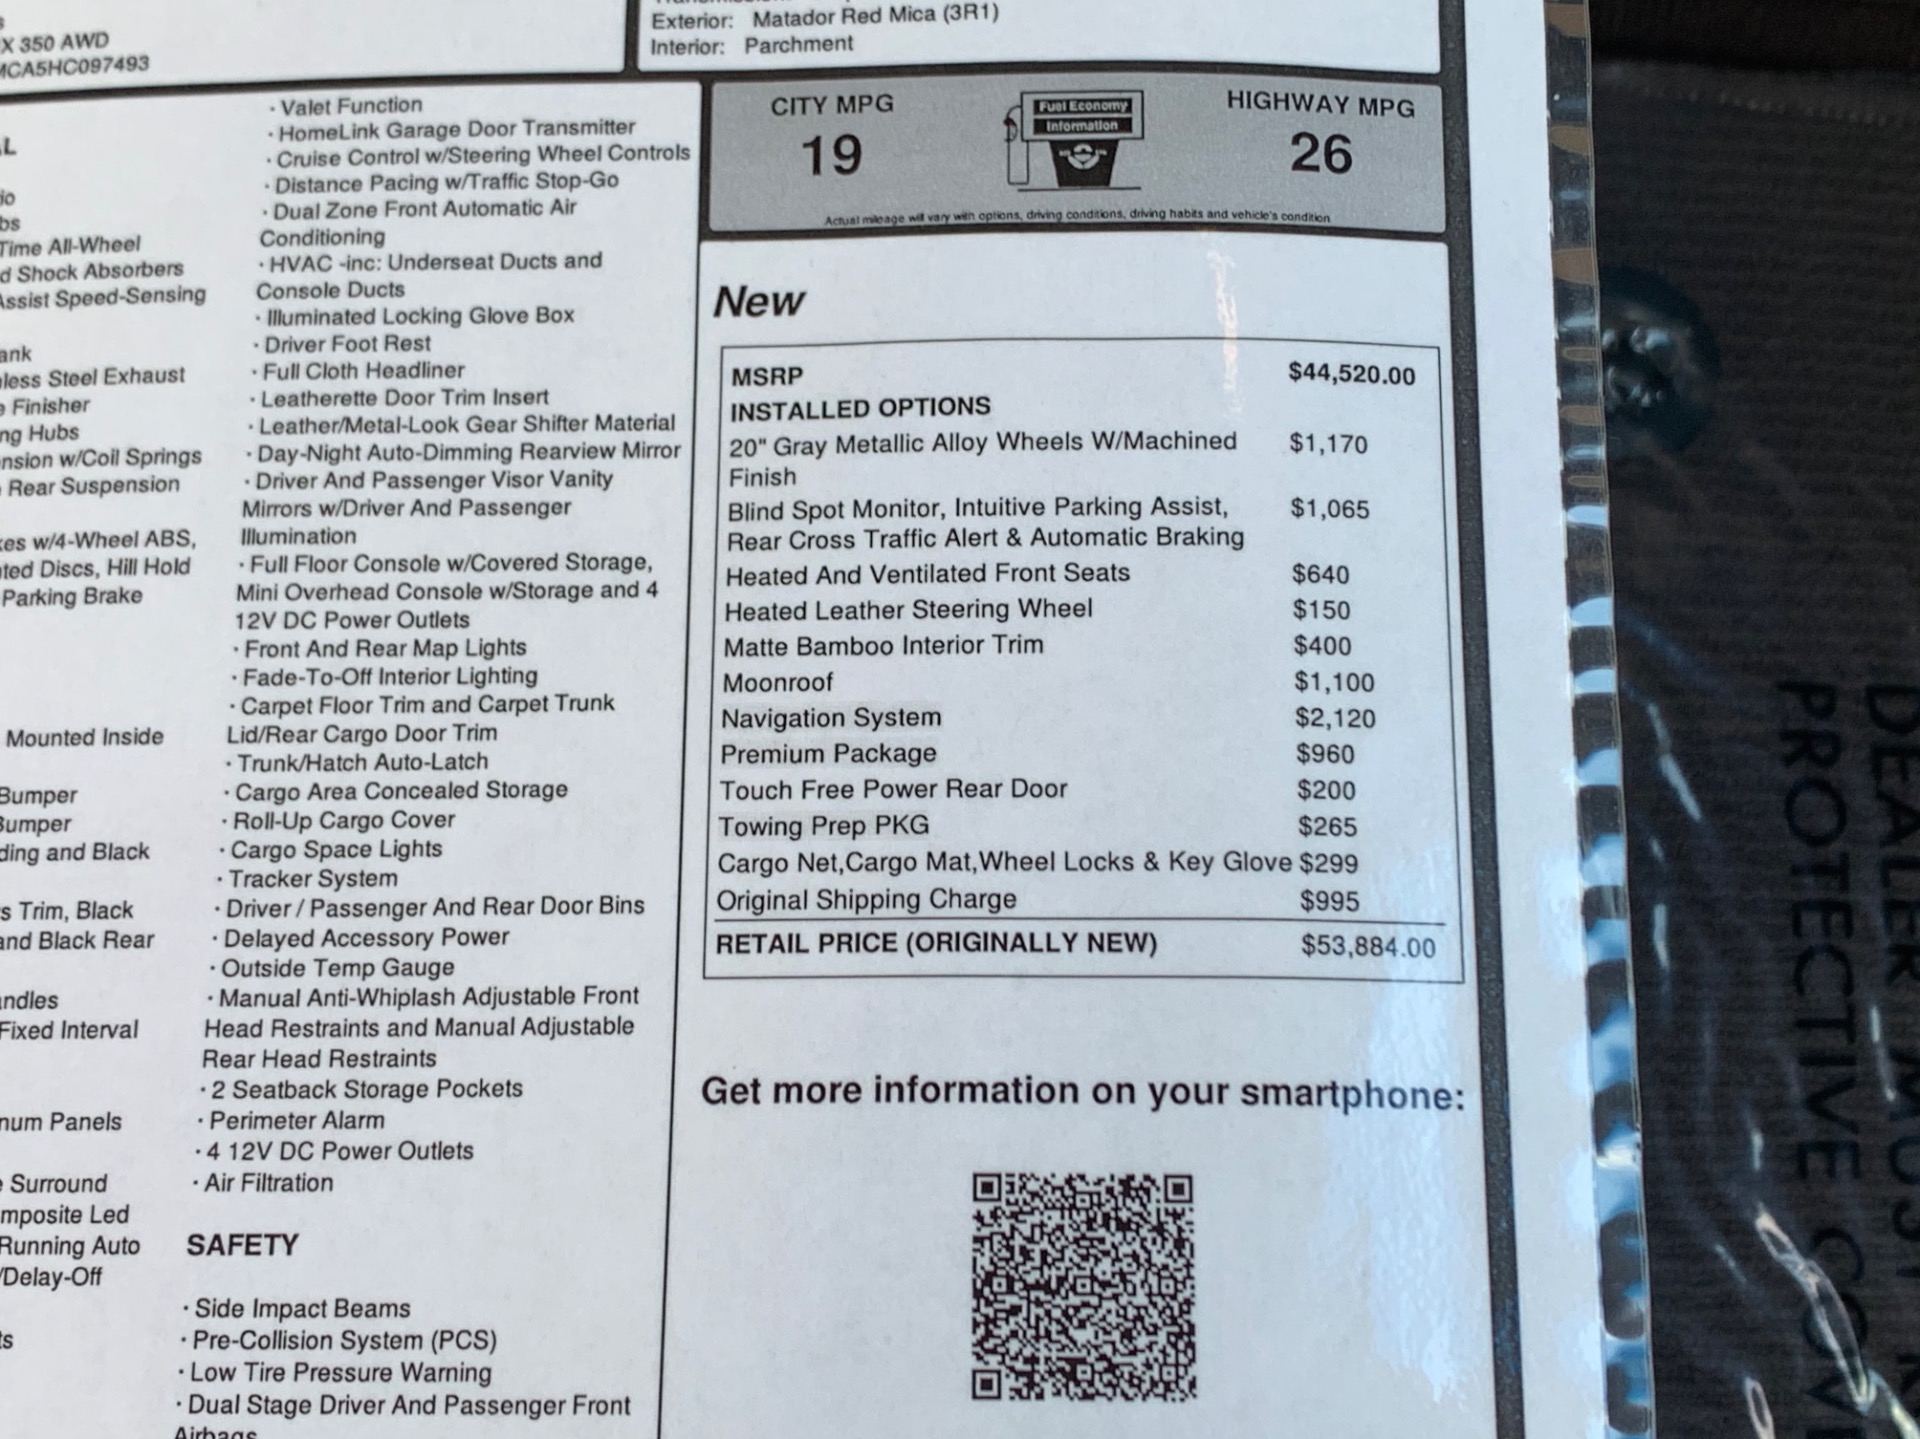 Exterior: Matador Red Mica (3R1)
Interior: Parchment
X 350 AWD
MCA5HC097493
L
io
bs
Time All-Wheel
d Shock Absorbers
Assist Speed-Sensing
ank
less Steel Exhaust
e Finisher
ng Hubs
ension w/Coil Springs
Rear Suspension
kes w/4-Wheel ABS,
ted Discs, Hill Hold
Parking Brake
Mounted Inside
Bumper
Bumper
ding and Black
s Trim, Black
and Black Rear
andles
Fixed Interval
num Panels
e Surround
mposite Led
Running Auto
/Delay-Off
ts
· Valet Function
· HomeLink Garage Door Transmitter
· Cruise Control w/Steering Wheel Controls
· Distance Pacing w/Traffic Stop-Go
· Dual Zone Front Automatic Air
Conditioning
· HVAC -inc: Underseat Ducts and
Console Ducts
· Illuminated Locking Glove Box
· Driver Foot Rest
· Full Cloth Headliner
· Leatherette Door Trim Insert
· Leather/Metal-Look Gear Shifter Material
· Day-Night Auto-Dimming Rearview Mirror
· Driver And Passenger Visor Vanity
Mirrors w/Driver And Passenger
Illumination
· Full Floor Console w/Covered Storage,
Mini Overhead Console w/Storage and 4
12V DC Power Outlets
· Front And Rear Map Lights
· Fade-To-Off Interior Lighting
· Carpet Floor Trim and Carpet Trunk
Lid/Rear Cargo Door Trim
· Trunk/Hatch Auto-Latch
· Cargo Area Concealed Storage
· Roll-Up Cargo Cover
· Cargo Space Lights
· Tracker System
· Driver / Passenger And Rear Door Bins
· Delayed Accessory Power
· Outside Temp Gauge
· Manual Anti-Whiplash Adjustable Front
Head Restraints and Manual Adjustable
Rear Head Restraints
· 2 Seatback Storage Pockets
· Perimeter Alarm
· 4 12V DC Power Outlets
· Air Filtration
SAFETY
· Side Impact Beams
· Pre-Collision System (PCS)
· Low Tire Pressure Warning
· Dual Stage Driver And Passenger Front
Airbags
CITY MPG
19
Fuel Economy
Information
HIGHWAY MPG
26
Actual mileage will vary with options, driving conditions, driving habits and vehicle's condition
New
MSRP $44,520.00
INSTALLED OPTIONS
20" Gray Metallic Alloy Wheels W/Machined $1,170
Finish
Blind Spot Monitor, Intuitive Parking Assist, $1,065
Rear Cross Traffic Alert & Automatic Braking
Heated And Ventilated Front Seats $640
Heated Leather Steering Wheel $150
Matte Bamboo Interior Trim $400
Moonroof $1,100
Navigation System $2,120
Premium Package $960
Touch Free Power Rear Door $200
Towing Prep PKG $265
Cargo Net,Cargo Mat,Wheel Locks & Key Glove $299
Original Shipping Charge $995
RETAIL PRICE (ORIGINALLY NEW) $53,884.00
Get more information on your smartphone:
DEALER MUST
PROTECTIVE COV